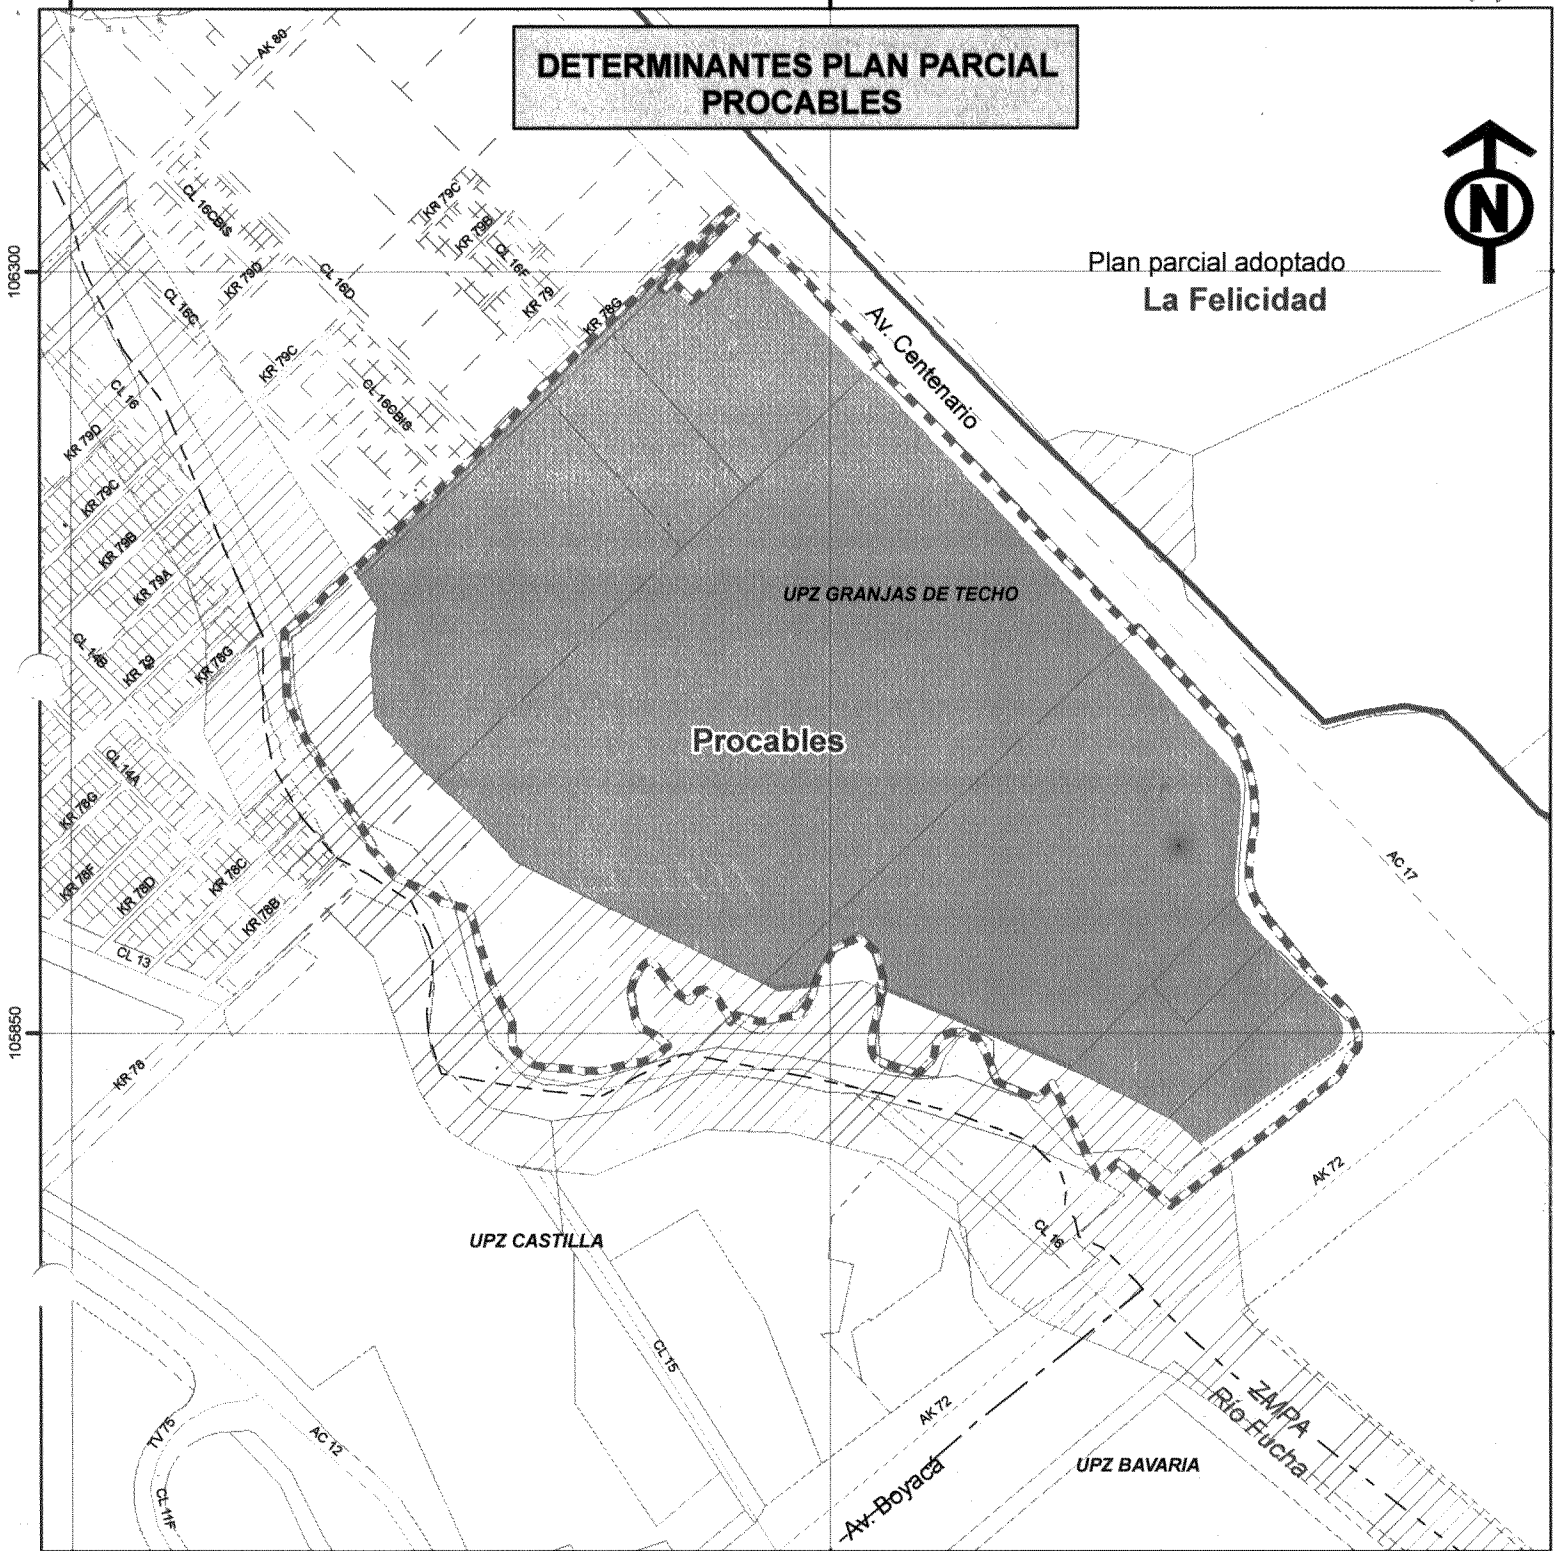 DETERMINANTES PLAN PARCIAL
PROCABLES
N
AK 80
CL 16CBIS
KR 79C
KR 79B
CL 16F
KR 79D
CL 16D
KR 79
106300
Plan parcial adoptado
La Felicidad
CL 16C
KR 78G
Av. Centenario
KR 79C
CL 16
CL 16CBIS
KR 79D
KR 79C
KR 79B
KR 79A
UPZ GRANJAS DE TECHO
CL 14B
KR 79
KR 78G
Procables
CL 14A
KR 78G
KR 78F
KR 78D
KR 78C
KR 78B
AC 17
CL 13
105850
KR 78
AK 72
UPZ CASTILLA
CL 16
CL 15
ZMPA
Río Fucha
AK 72
TV 75
AC 12
UPZ BAVARIA
CL 11F
Av. Boyacá